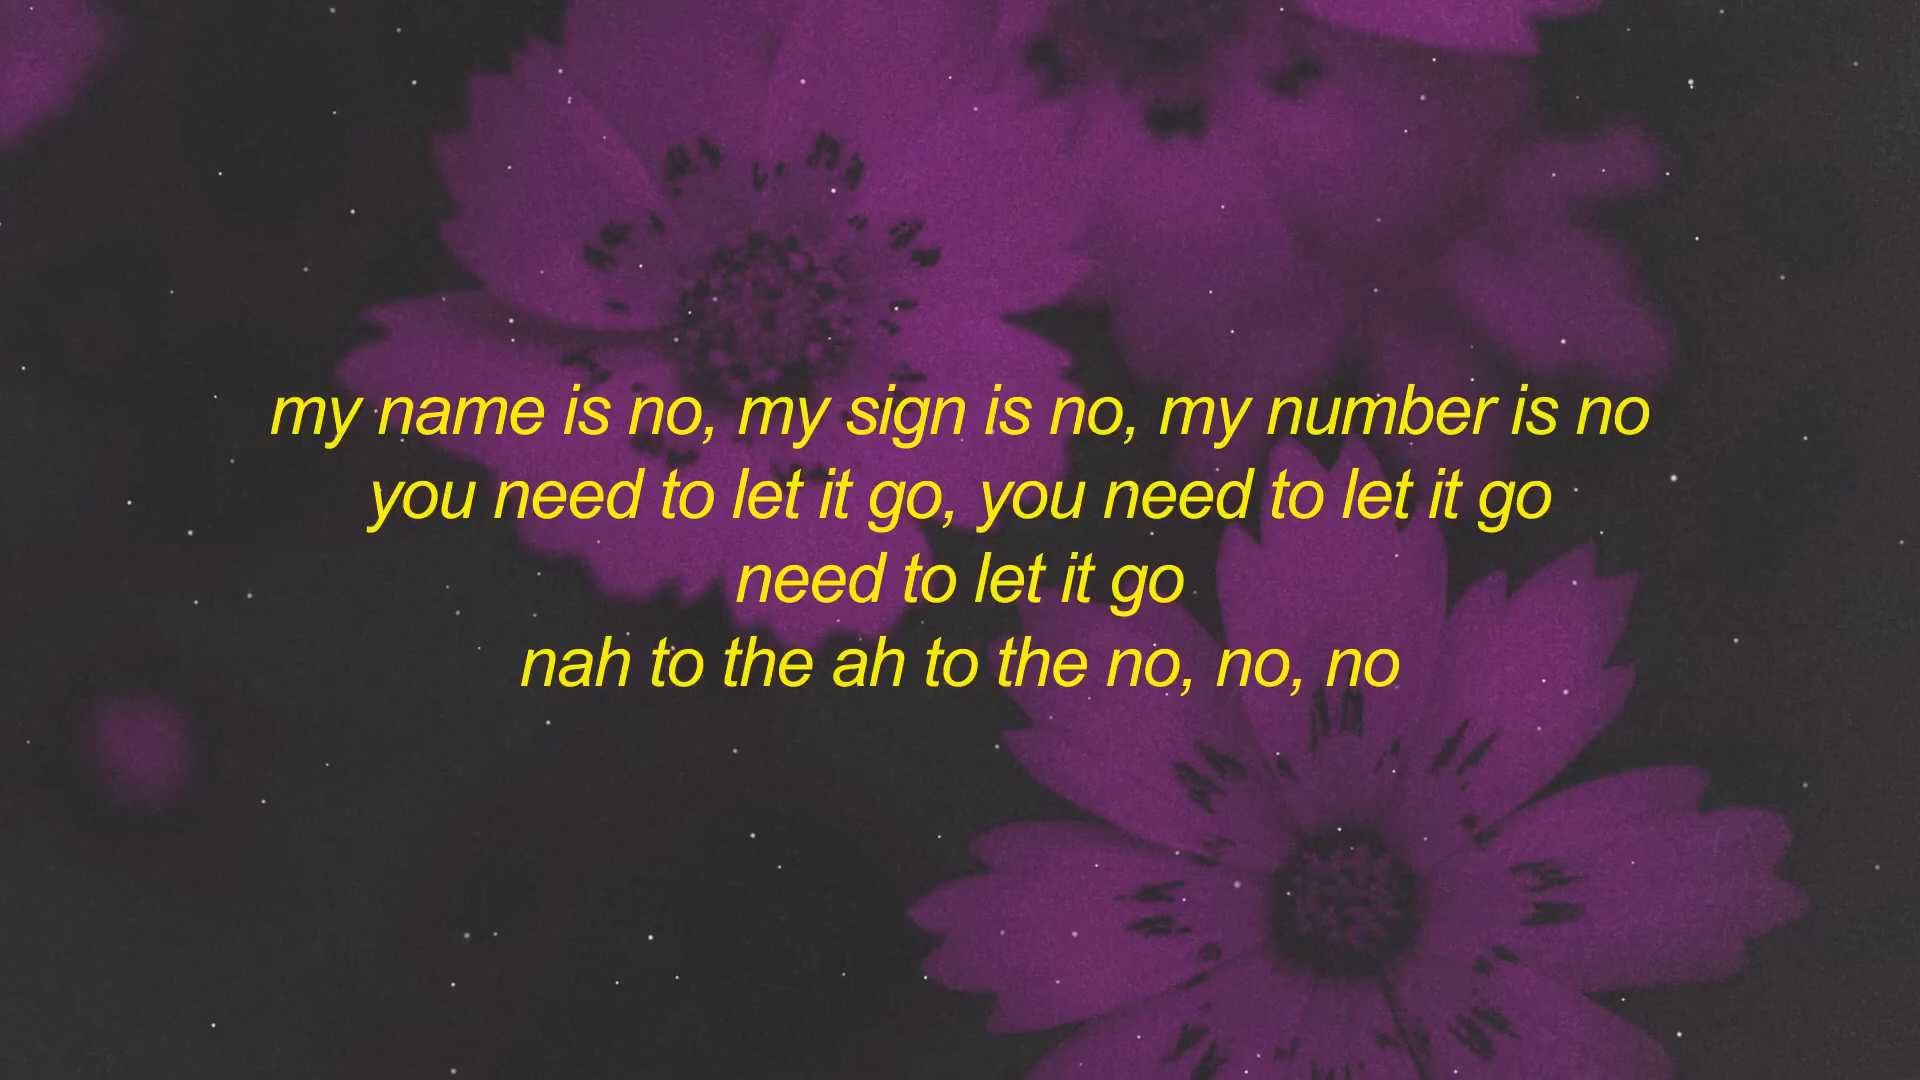 my name is no, my sign is no, my number is no
you need to let it go, you need to let it go
need to let it go
nah to the ah to the no, no, no